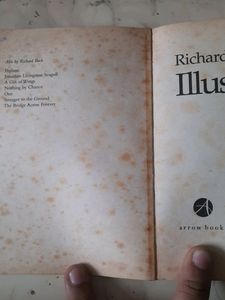 Also by Richard Bach
Biplane
Jonathan Livingston Seagull
A Gift of Wings
Nothing by Chance
One
Stranger to the Ground
The Bridge Across Forever
Richard
Illus
A
arrow book